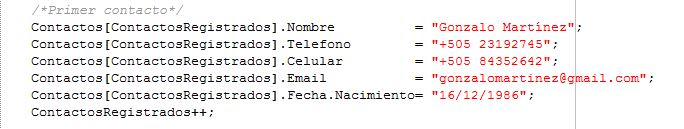 /*Primer contacto*/
Contactos[ContactosRegistrados].Nombre = "Gonzalo Martínez";
Contactos[ContactosRegistrados].Telefono = "+505 23192745";
Contactos[ContactosRegistrados].Celular = "+505 84352642";
Contactos[ContactosRegistrados].Email = "gonzalomartinez@gmail.com";
Contactos[ContactosRegistrados].Fecha.Nacimiento= "16/12/1986";
ContactosRegistrados++;